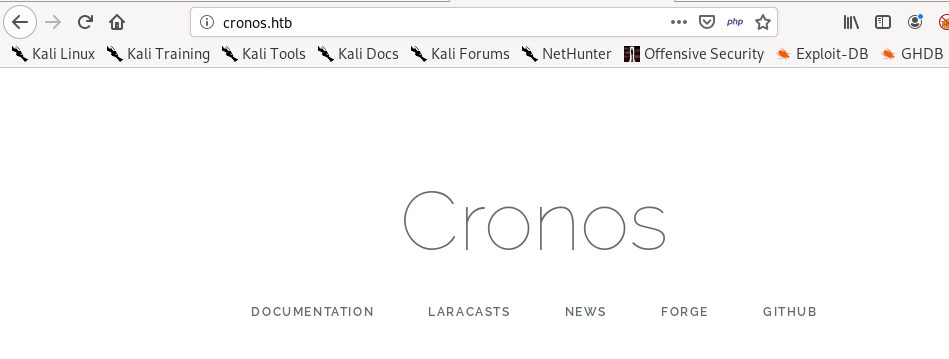 cronos.htb
php
Kali Linux Kali Training Kali Tools Kali Docs Kali Forums NetHunter Offensive Security Exploit-DB GHDB
Cronos
DOCUMENTATION LARACASTS NEWS FORGE GITHUB